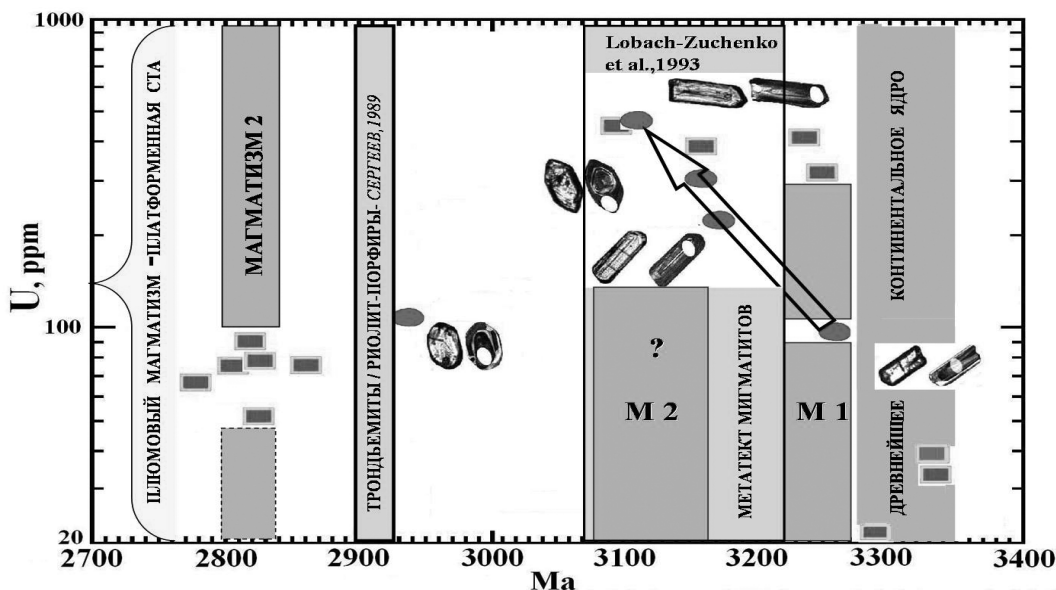 1000
100
20
U, ppm
ПЛЮМОВЫЙ МАГМАТИЗМ -ПЛАТФОРМЕННАЯ СТА
МАГМАТИЗМ 2
ТРОНДЬЕМИТЫ / РИОЛИТ-ПОРФИРЫ- СЕРГЕЕВ,1989
Lobach-Zuchenko
et al.,1993
?
М 2
МЕТАТЕКТ МИГМАТИТОВ
М 1
ДРЕВНЕЙШЕЕ КОНТИНЕНТАЛЬНОЕ ЯДРО
2700 2800 2900 3000 3100 3200 3300 3400
Ma